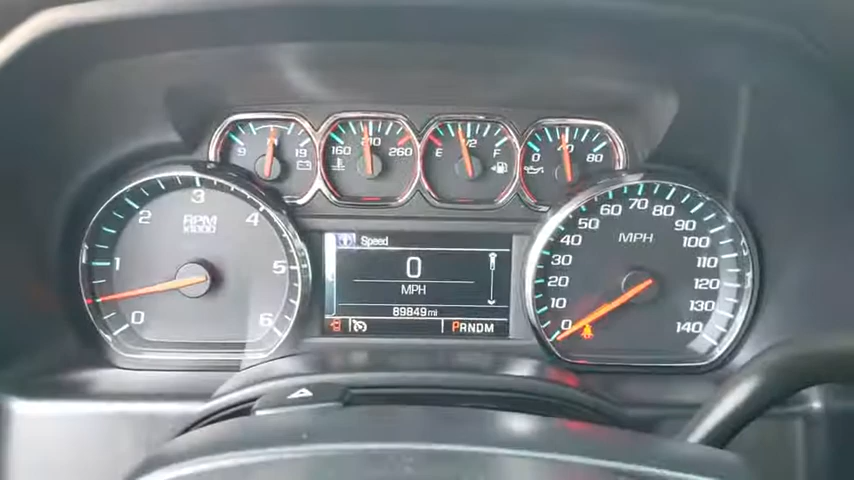 9 14 19
160 210 260
E 1/2 F
0 40 80
RPM
x1000
0 1 2 3 4 5 6
Speed
0
MPH
89849mi
PRNDM
MPH
0 10 20 30 40 50 60 70 80 90 100 110 120 130 140